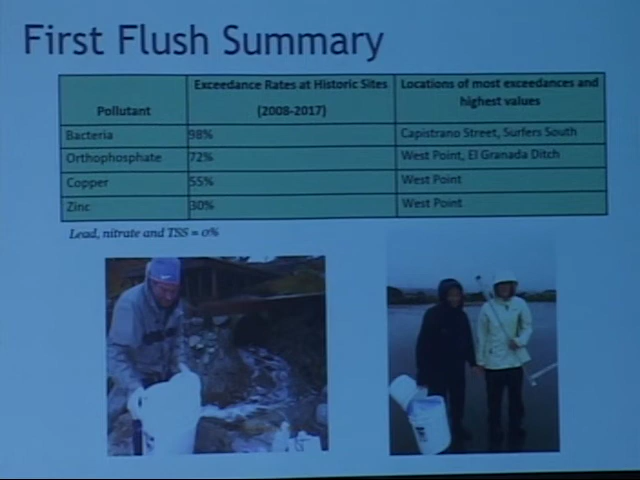 First Flush Summary
Pollutant
Exceedance Rates at Historic Sites
(2008-2017)
Locations of most exceedances and
highest values
Bacteria 98% Capistrano Street, Surfers South
Orthophosphate 72% West Point, El Granada Ditch
Copper 55% West Point
Zinc 30% West Point
Lead, nitrate and TSS = 0%